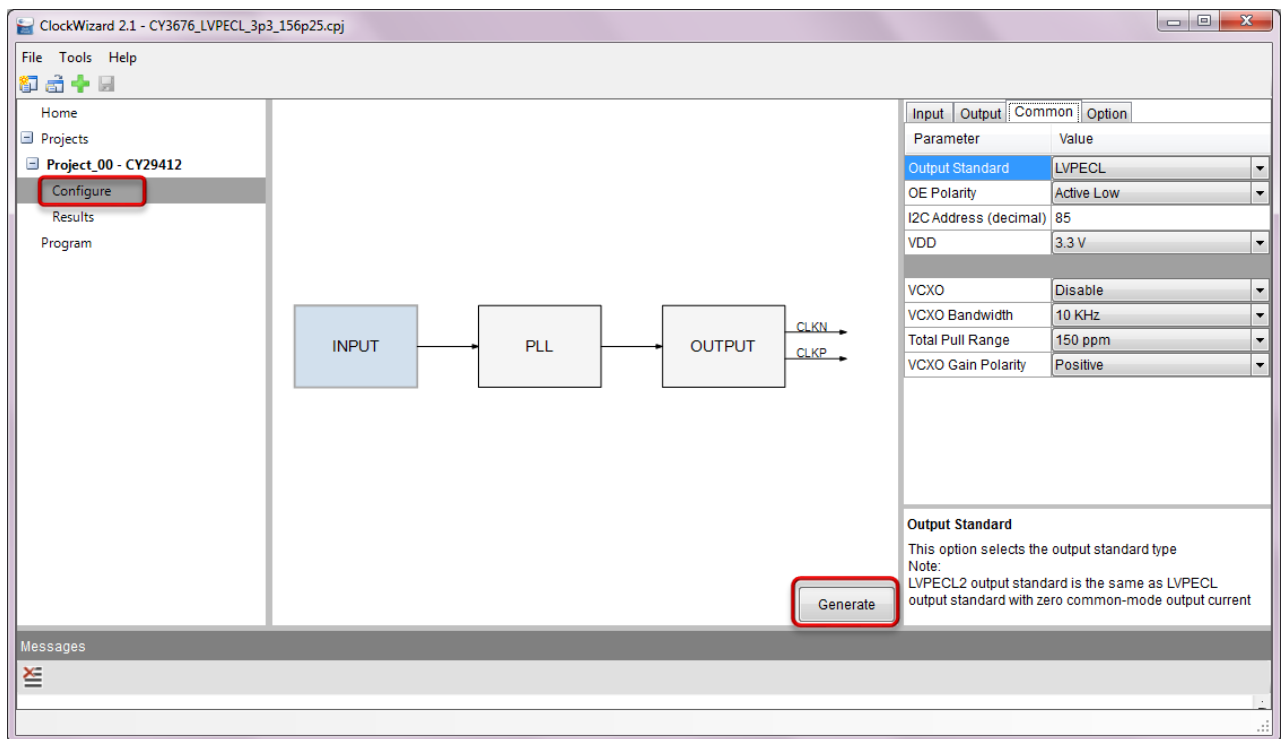 ClockWizard 2.1 - CY3676_LVPECL_3p3_156p25.cpj
File Tools Help
Home
Projects
Project_00 - CY29412
Configure
Results
Program
INPUT
PLL
OUTPUT
CLKN
CLKP
Generate
Input Output Common Option
Parameter Value
Output Standard LVPECL
OE Polarity Active Low
I2C Address (decimal) 85
VDD 3.3 V
VCXO Disable
VCXO Bandwidth 10 KHz
Total Pull Range 150 ppm
VCXO Gain Polarity Positive
Output Standard
This option selects the output standard type
Note:
LVPECL2 output standard is the same as LVPECL
output standard with zero common-mode output current
Messages